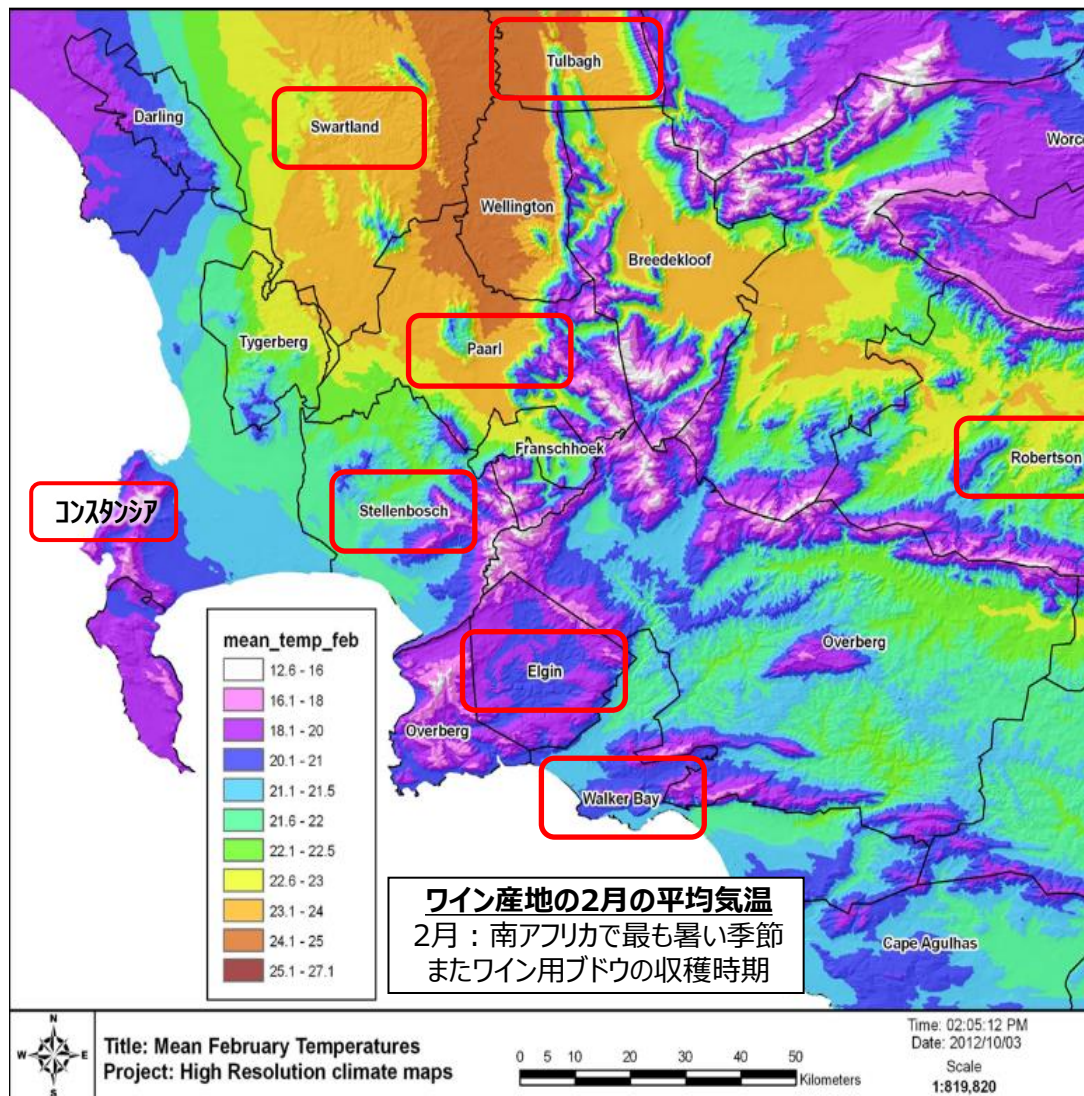 Tulbagh
Darling
Swartland
Worce
Wellington
Breedekloof
Tygerberg
Paarl
Franschhoek
Robertson
コンスタンシア
Stellenbosch
mean_temp_feb
12.6 - 16
16.1 - 18
18.1 - 20
20.1 - 21
21.1 - 21.5
21.6 - 22
22.1 - 22.5
22.6 - 23
23.1 - 24
24.1 - 25
25.1 - 27.1
Elgin
Overberg
Overberg
Walker Bay
ワイン産地の2月の平均気温
2月：南アフリカで最も暑い季節
またワイン用ブドウの収穫時期
Cape Agulhas
N
W E
S
Title: Mean February Temperatures
Project: High Resolution climate maps
0 5 10 20 30 40 50
Kilometers
Time: 02:05:12 PM
Date: 2012/10/03
Scale
1:819,820